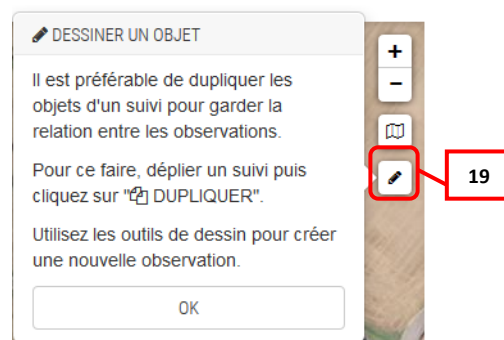 DESSINER UN OBJET
Il est préférable de dupliquer les
objets d'un suivi pour garder la
relation entre les observations.
Pour ce faire, déplier un suivi puis
cliquez sur " DUPLIQUER".
Utilisez les outils de dessin pour créer
une nouvelle observation.
OK
+
−
19